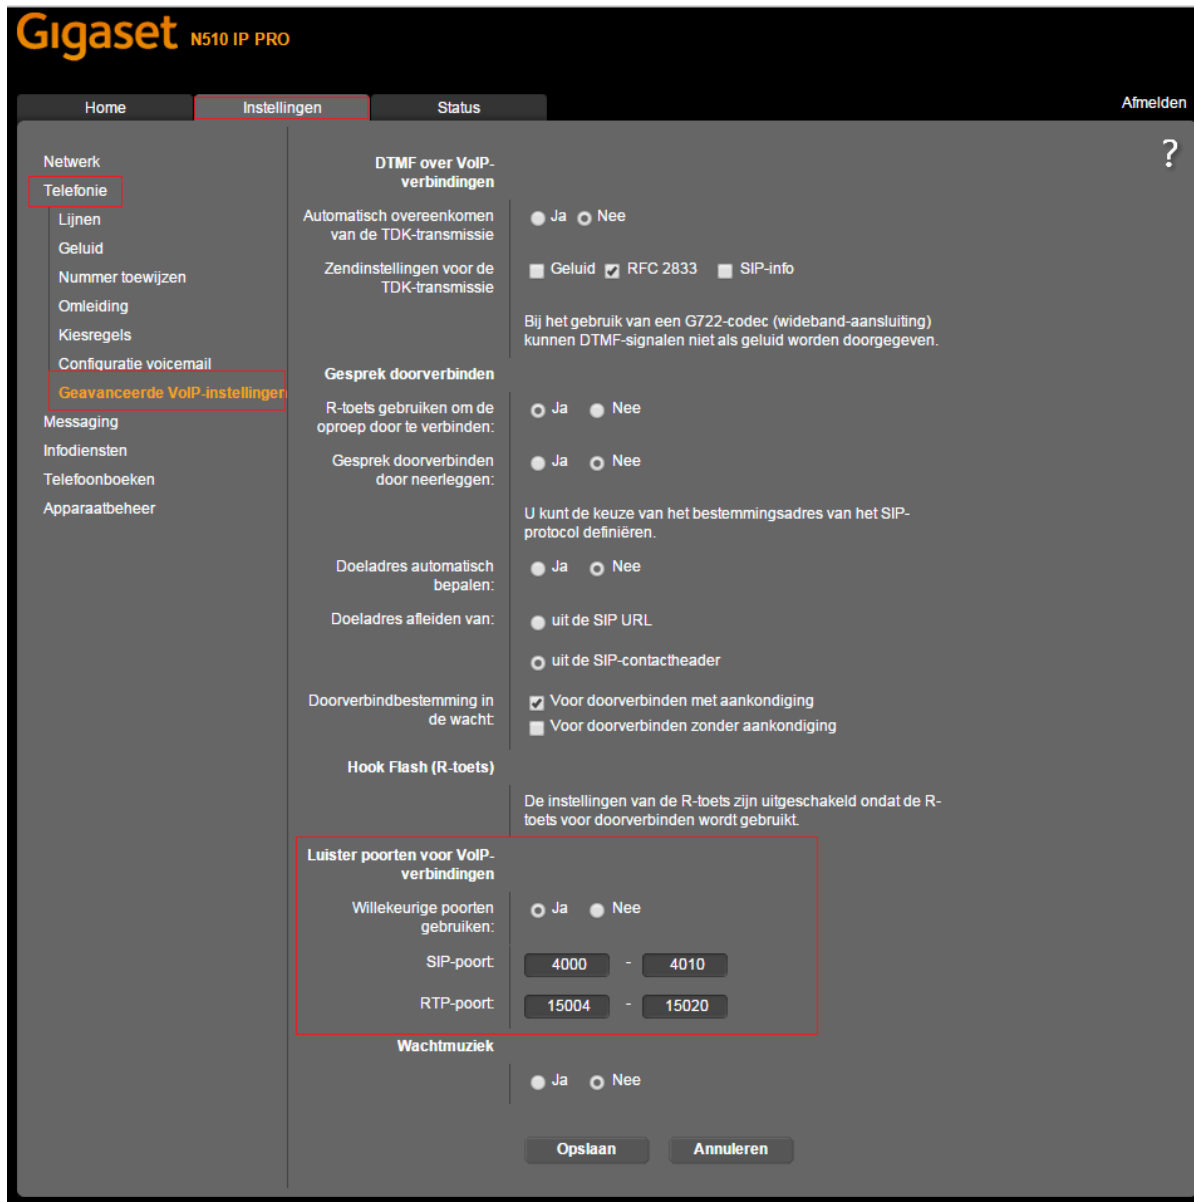 Gigaset N510 IP PRO
Home Instellingen Status Afmelden
?
Netwerk
Telefonie
Lijnen
Geluid
Nummer toewijzen
Omleiding
Kiesregels
Configuratie voicemail
Geavanceerde VoIP-instellingen
Messaging
Infodiensten
Telefoonboeken
Apparaatbeheer
DTMF over VoIP-
verbindingen
Automatisch overeenkomen
van de TDK-transmissie
Ja Nee
Zendinstellingen voor de
TDK-transmissie
Geluid RFC 2833 SIP-info
Bij het gebruik van een G722-codec (wideband-aansluiting)
kunnen DTMF-signalen niet als geluid worden doorgegeven.
Gesprek doorverbinden
R-toets gebruiken om de
oproep door te verbinden:
Ja Nee
Gesprek doorverbinden
door neerleggen:
Ja Nee
U kunt de keuze van het bestemmingsadres van het SIP-
protocol definiëren.
Doeladres automatisch
bepalen:
Ja Nee
Doeladres afleiden van:
uit de SIP URL
uit de SIP-contactheader
Doorverbindbestemming in
de wacht:
Voor doorverbinden met aankondiging
Voor doorverbinden zonder aankondiging
Hook Flash (R-toets)
De instellingen van de R-toets zijn uitgeschakeld ondat de R-
toets voor doorverbinden wordt gebruikt.
Luister poorten voor VoIP-
verbindingen
Willekeurige poorten
gebruiken:
Ja Nee
SIP-poort: 4000 - 4010
RTP-poort: 15004 - 15020
Wachtmuziek
Ja Nee
Opslaan Annuleren